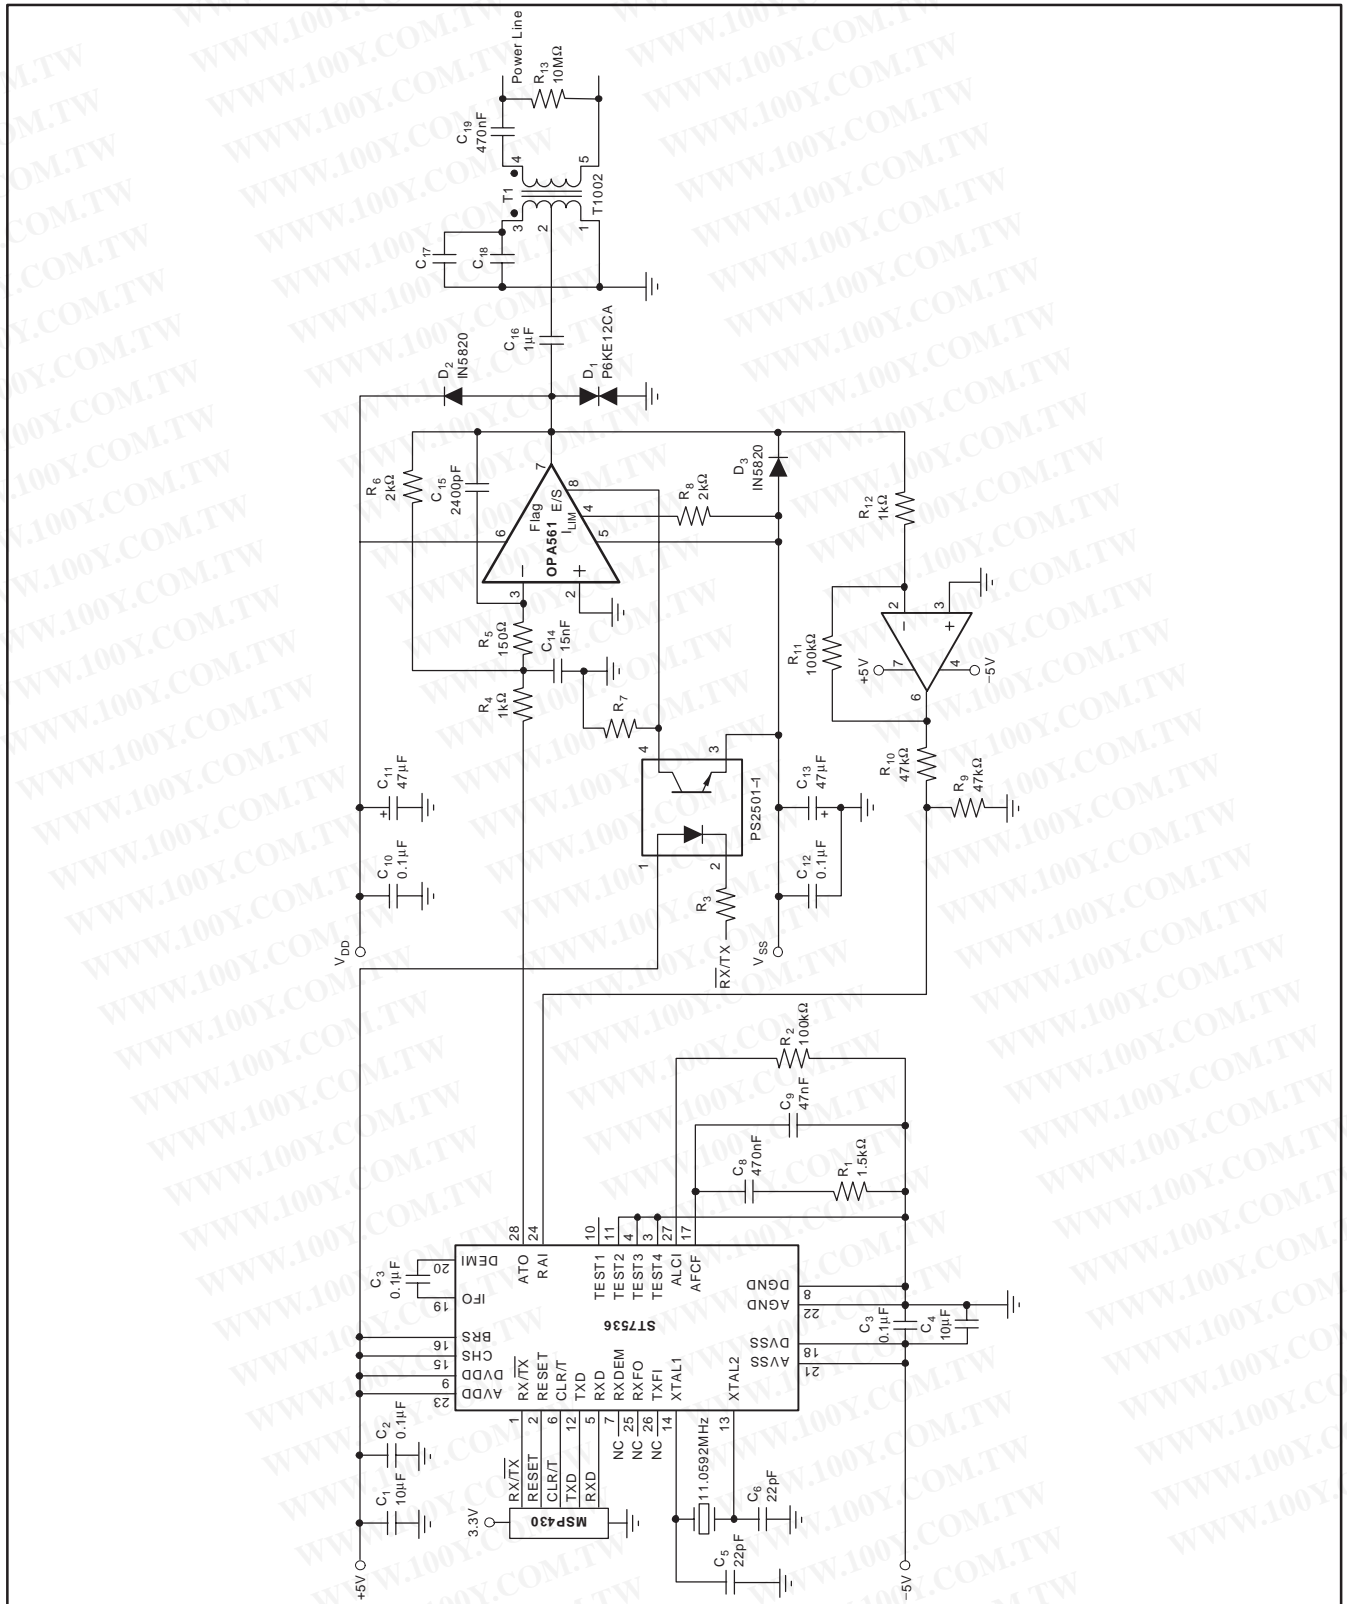 Power Line
R13
10MΩ
C19
470nF
4
5
T1
T1002
3
2
1
C17
C18
C16
1µF
D2
IN5820
D1
P6KE12CA
R6
2kΩ
C15
2400pF
7
Flag
E/S
8
ILIM
4
OPA561
6
5
−
+
3
2
R8
2kΩ
D3
IN5820
R12
1kΩ
R5
150Ω
C14
15nF
R4
1kΩ
R7
R11
100kΩ
2
3
−
+
+5V
7
4
−5V
6
R10
47kΩ
R9
47kΩ
C11
47µF
+
C10
0.1µF
VDD
4
3
PS2501-1
1
2
R3
RX/TX
C13
47µF
+
C12
0.1µF
VSS
R2
100kΩ
C9
47nF
C8
470nF
R1
1.5kΩ
28
24
10
11
4
3
27
17
ATO
RAI
TEST1
TEST2
TEST3
TEST4
ALCI
AFCF
C3
0.1µF
20
DEMI
19
IFO
16
BRS
15
CHS
9
DVDD
23
AVDD
ST7536
DGND
8
AGND
22
DVSS
18
AVSS
21
C3
0.1µF
C4
10µF
RX/TX
RESET
CLR/T
TXD
RXD
RXDEM
RXFO
TXFI
XTAL1
XTAL2
1
2
6
12
5
7
25
26
14
13
NC
NC
NC
RX/TX
RESET
CLR/T
TXD
RXD
3.3V
MSP430
11.0592MHz
C6
22pF
C5
22pF
C2
0.1µF
C1
10µF
+5V
−5V
WWW.100Y.COM.TW